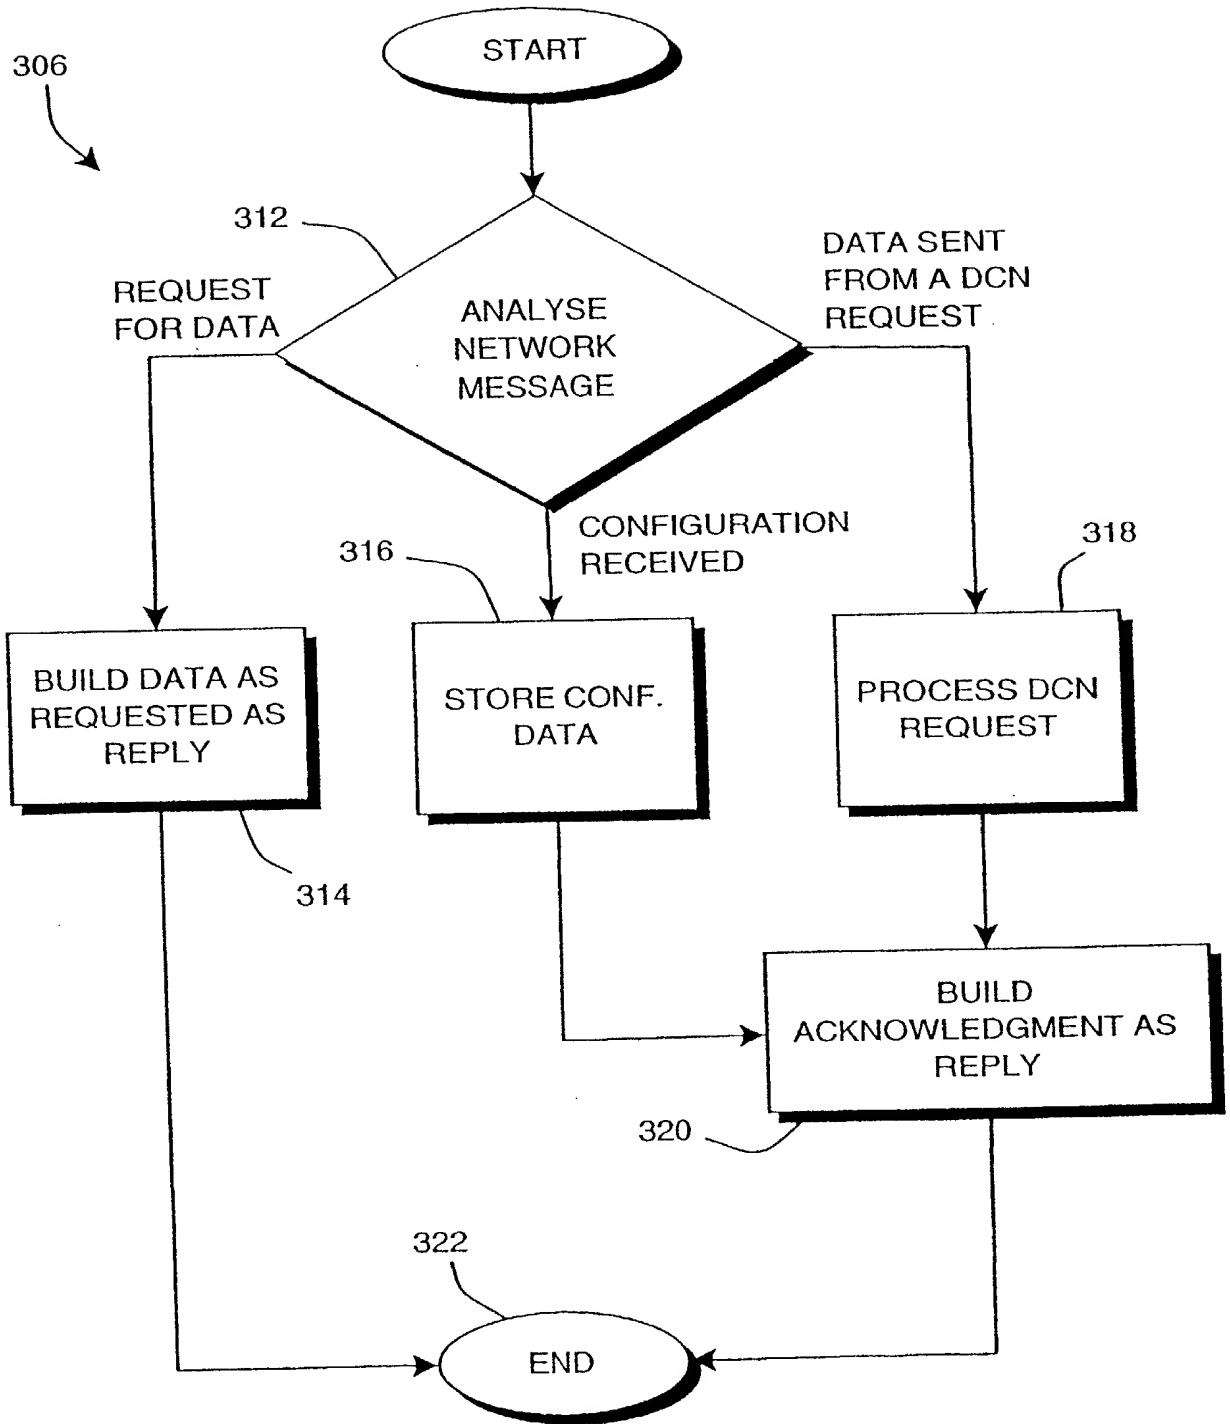 START
306
312
REQUEST
FOR DATA
ANALYSE
NETWORK
MESSAGE
DATA SENT
FROM A DCN
REQUEST
CONFIGURATION
RECEIVED
316
318
BUILD DATA AS
REQUESTED AS
REPLY
STORE CONF.
DATA
PROCESS DCN
REQUEST
314
BUILD
ACKNOWLEDGMENT AS
REPLY
320
322
END